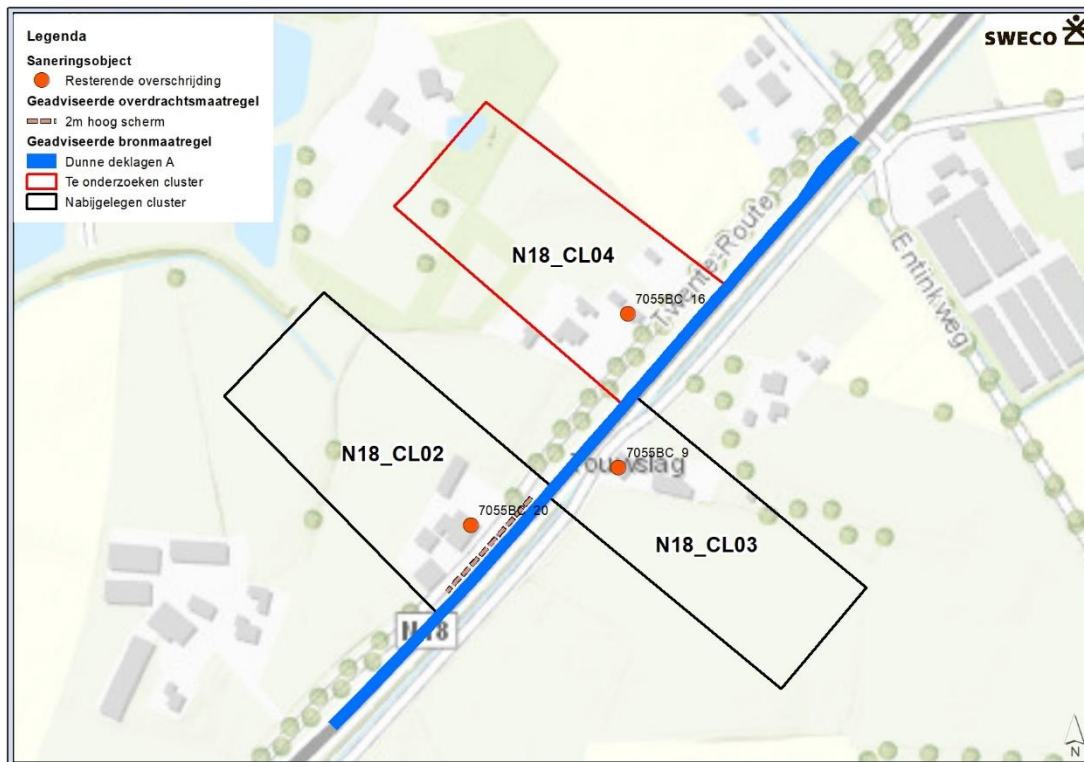 Legenda
Saneringsobject
Resterende overschrijding
Geadviseerde overdrachtsmaatregel
2m hoog scherm
Geadviseerde bronmaatregel
Dunne deklagen A
Te onderzoeken cluster
Nabijgelegen cluster
SWECO
N18_CL04
7055BC_16
Twente-Route
Entinkweg
N18_CL02
7055BC_9
Touwslag
7055BC_20
N18_CL03
N18
N